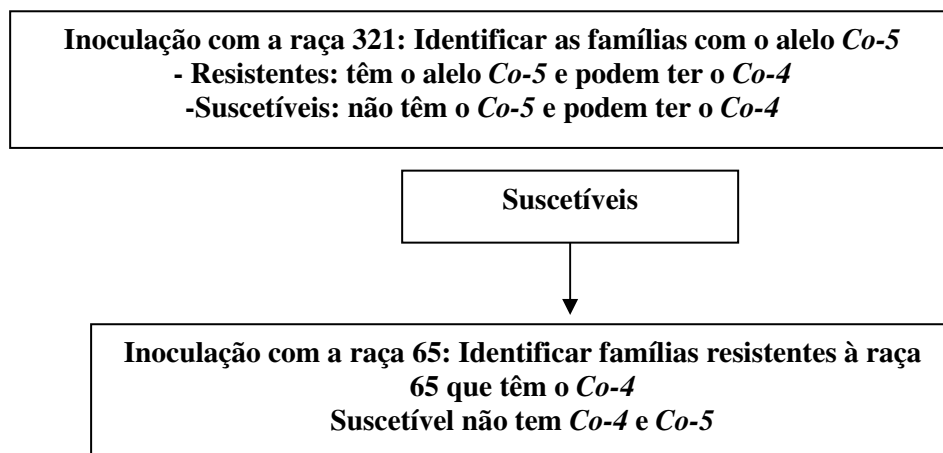 Inoculação com a raça 321: Identificar as famílias com o alelo Co-5
- Resistentes: têm o alelo Co-5 e podem ter o Co-4
-Suscetíveis: não têm o Co-5 e podem ter o Co-4
Suscetíveis
Inoculação com a raça 65: Identificar famílias resistentes à raça
65 que têm o Co-4
Suscetível não tem Co-4 e Co-5